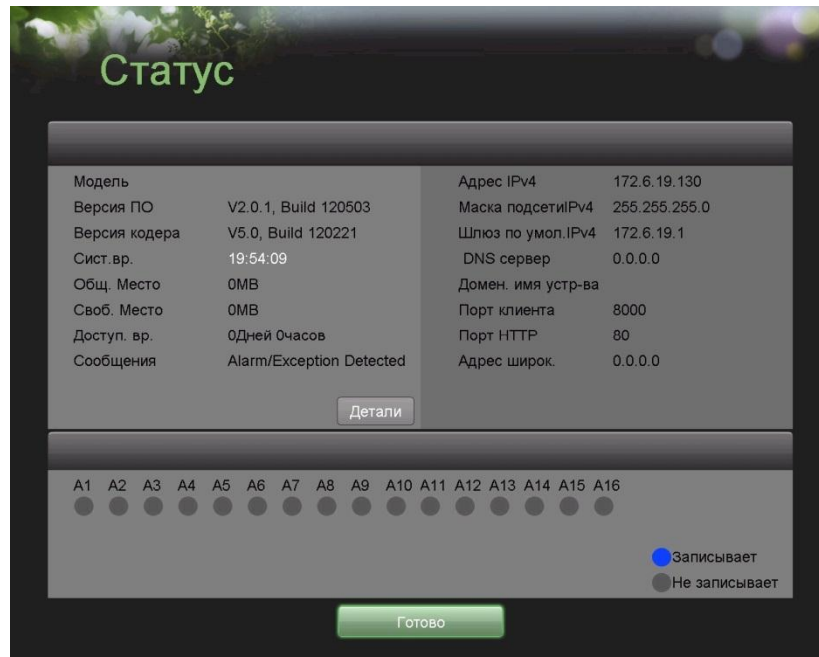 Статус
Модель
Версия ПО V2.0.1, Build 120503
Версия кодера V5.0, Build 120221
Сист.вр. 19:54:09
Общ. Место 0MB
Своб. Место 0MB
Доступ. вр. 0Дней 0часов
Сообщения Alarm/Exception Detected
Детали
Адрес IPv4 172.6.19.130
Маска подсетиIPv4 255.255.255.0
Шлюз по умол.IPv4 172.6.19.1
DNS сервер 0.0.0.0
Домен. имя устр-ва
Порт клиента 8000
Порт HTTP 80
Адрес широк. 0.0.0.0
A1 A2 A3 A4 A5 A6 A7 A8 A9 A10 A11 A12 A13 A14 A15 A16
Записывает
Не записывает
Готово